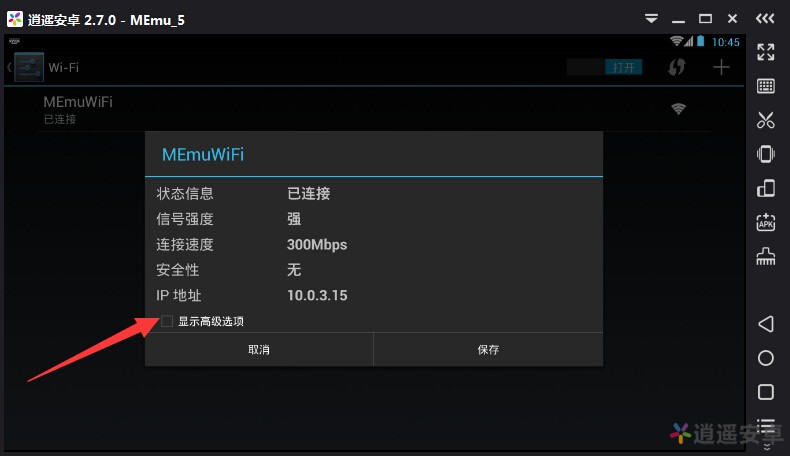 逍遥安卓 2.7.0 - MEmu_5
10:45
Wi-Fi
打开
MEmuWiFi
已连接
MEmuWiFi
状态信息 已连接
信号强度 强
连接速度 300Mbps
安全性 无
IP 地址 10.0.3.15
显示高级选项
取消 保存
APK
逍遥安卓